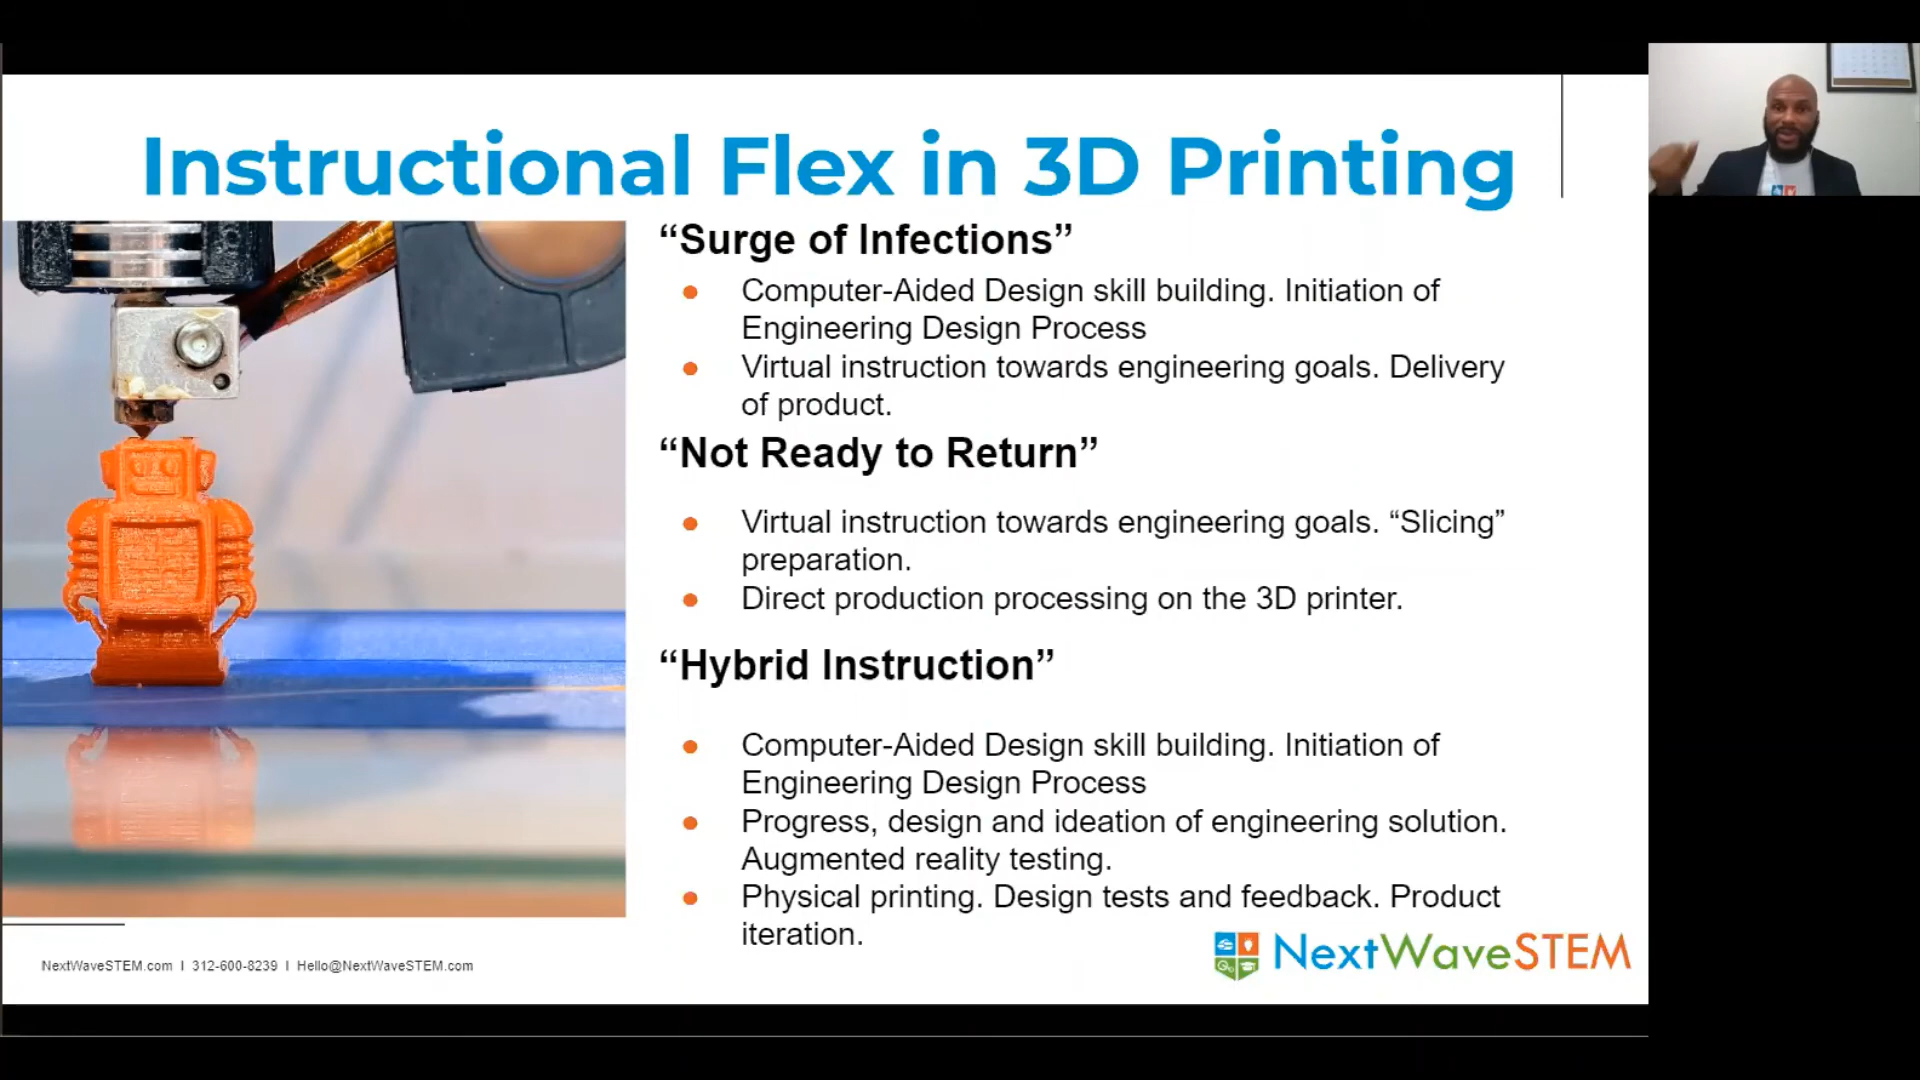 Instructional Flex in 3D Printing
“Surge of Infections”
● Computer-Aided Design skill building. Initiation of
Engineering Design Process
● Virtual instruction towards engineering goals. Delivery
of product.
“Not Ready to Return”
● Virtual instruction towards engineering goals. “Slicing”
preparation.
● Direct production processing on the 3D printer.
“Hybrid Instruction”
● Computer-Aided Design skill building. Initiation of
Engineering Design Process
● Progress, design and ideation of engineering solution.
Augmented reality testing.
● Physical printing. Design tests and feedback. Product
iteration.
NextWaveSTEM.com I 312-600-8239 I Hello@NextWaveSTEM.com
NextWaveSTEM